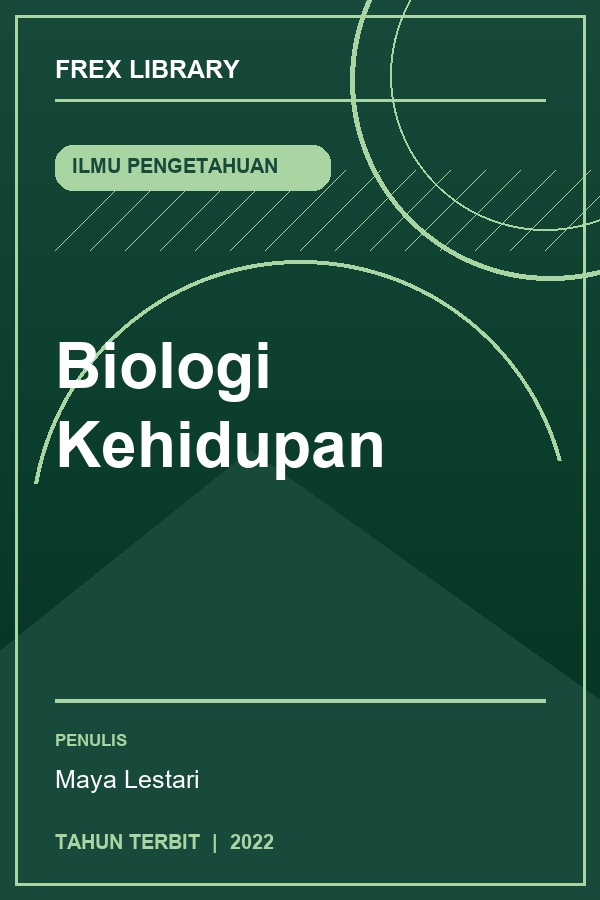 FREX LIBRARY
ILMU PENGETAHUAN
Biologi
Kehidupan
PENULIS
Maya Lestari
TAHUN TERBIT | 2022